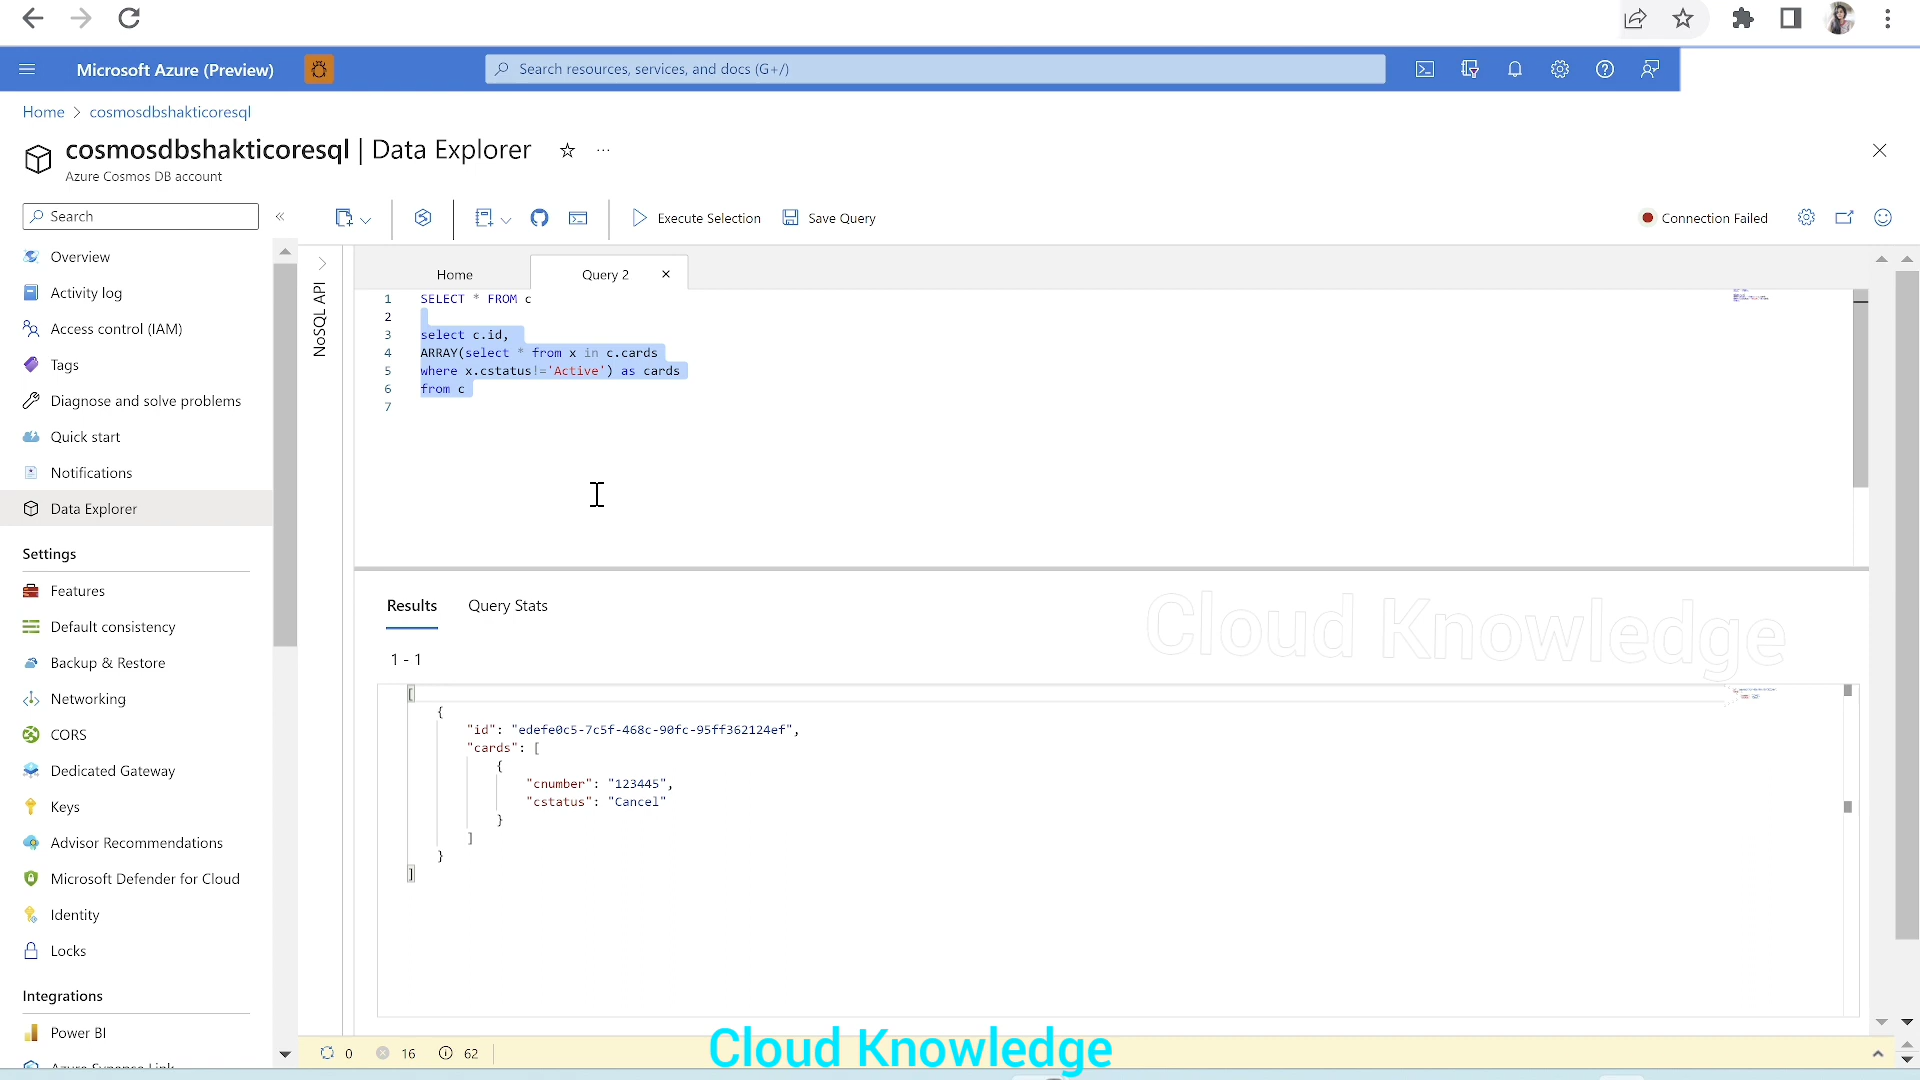 Microsoft Azure (Preview)
Search resources, services, and docs (G+/)
Home > cosmosdbshakticoresql
cosmosdbshakticoresql | Data Explorer
Azure Cosmos DB account
Search
Execute Selection
Save Query
Connection Failed
Overview
Activity log
Access control (IAM)
Tags
Diagnose and solve problems
Quick start
Notifications
Data Explorer
Settings
Features
Default consistency
Backup & Restore
Networking
CORS
Dedicated Gateway
Keys
Advisor Recommendations
Microsoft Defender for Cloud
Identity
Locks
Integrations
Power BI
Azure Synapse Link
NoSQL API
Home
Query 2
1 SELECT * FROM c
2
3 select c.id,
4 ARRAY(select * from x in c.cards
5 where x.cstatus!='Active') as cards
6 from c
7
Results
Query Stats
Cloud Knowledge
1 - 1
[
{
"id": "edefe0c5-7c5f-468c-90fc-95ff362124ef",
"cards": [
{
"cnumber": "123445",
"cstatus": "Cancel"
}
]
}
]
0 16 62
Cloud Knowledge